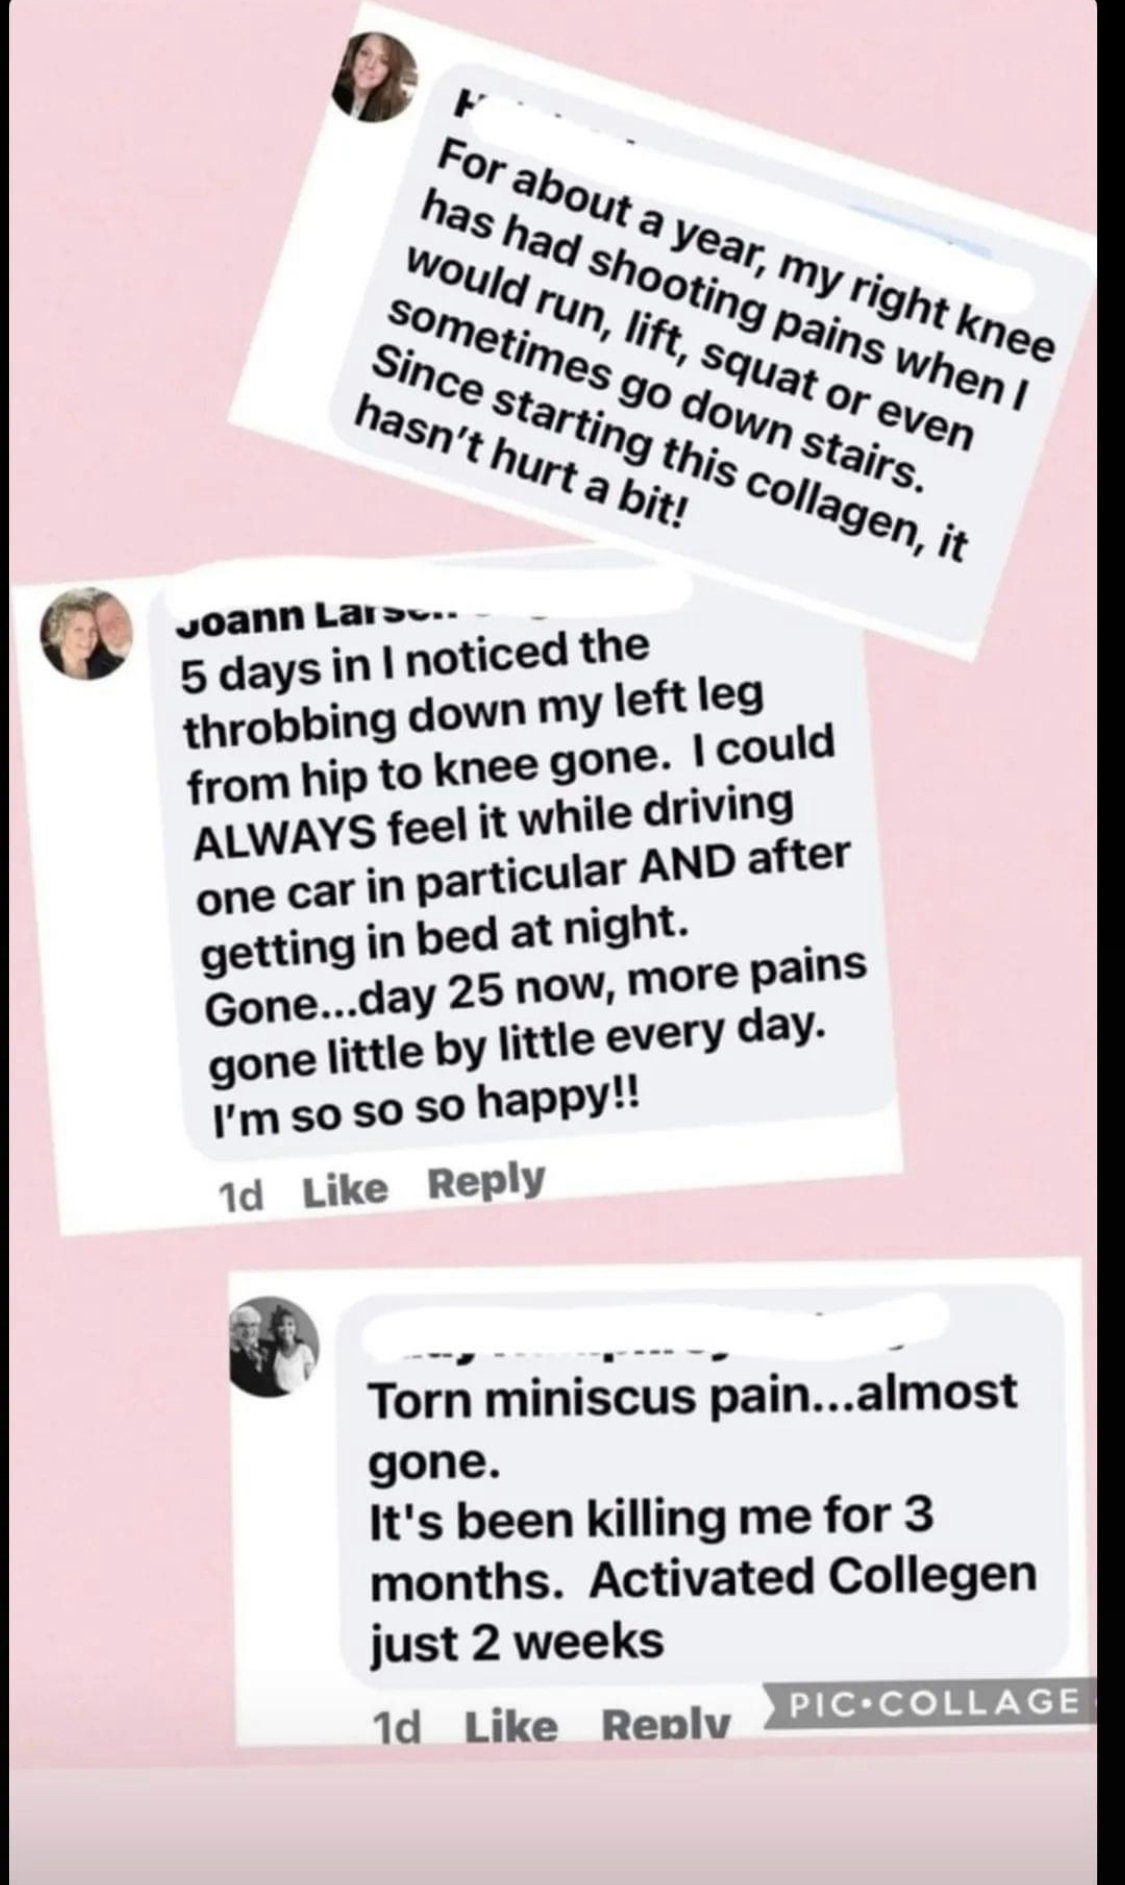 For about a year, my right knee
has had shooting pains when I
would run, lift, squat or even
sometimes go down stairs.
Since starting this collagen, it
hasn't hurt a bit!
Joann
5 days in I noticed the
throbbing down my left leg
from hip to knee gone. I could
ALWAYS feel it while driving
one car in particular AND after
getting in bed at night.
Gone...day 25 now, more pains
gone little by little every day.
I'm so so so happy!!
1d Like Reply
Torn miniscus pain...almost
gone.
It's been killing me for 3
months. Activated Collegen
just 2 weeks
1d Like Reply
PIC•COLLAGE